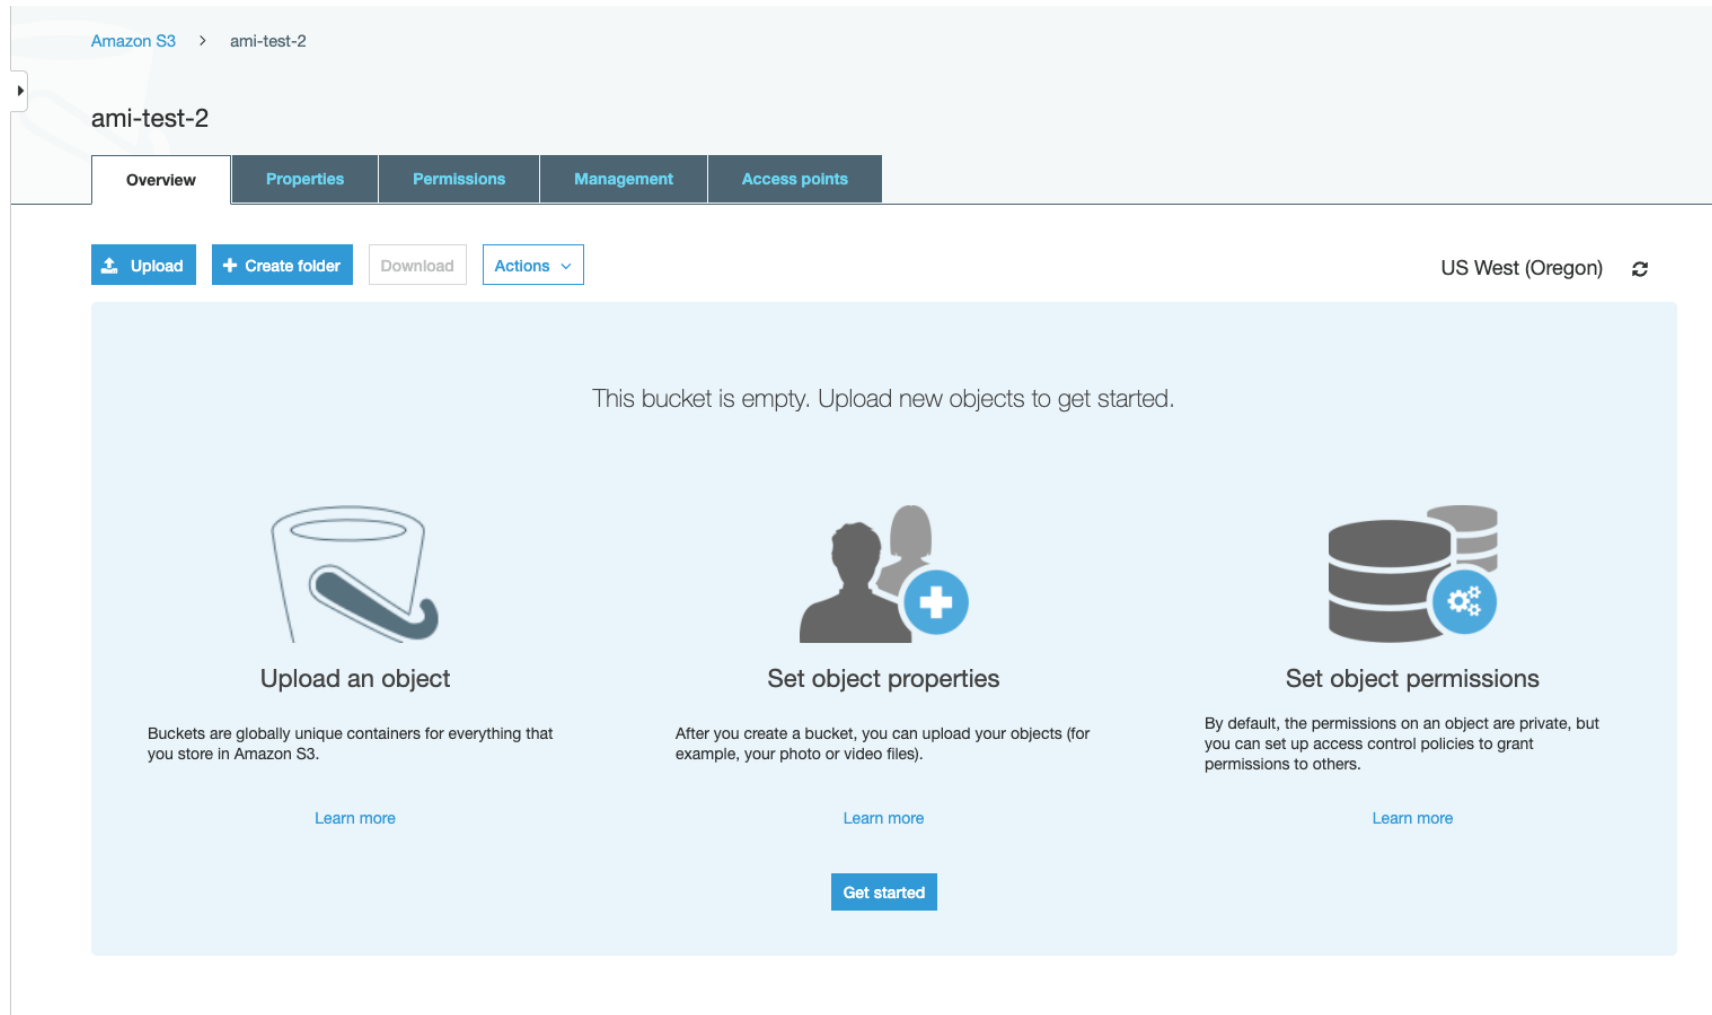 Amazon S3 > ami-test-2
ami-test-2
Overview Properties Permissions Management Access points
Upload Create folder Download Actions US West (Oregon)
This bucket is empty. Upload new objects to get started.
Upload an object
Buckets are globally unique containers for everything that
you store in Amazon S3.
Learn more
Set object properties
After you create a bucket, you can upload your objects (for
example, your photo or video files).
Learn more
Set object permissions
By default, the permissions on an object are private, but
you can set up access control policies to grant
permissions to others.
Learn more
Get started